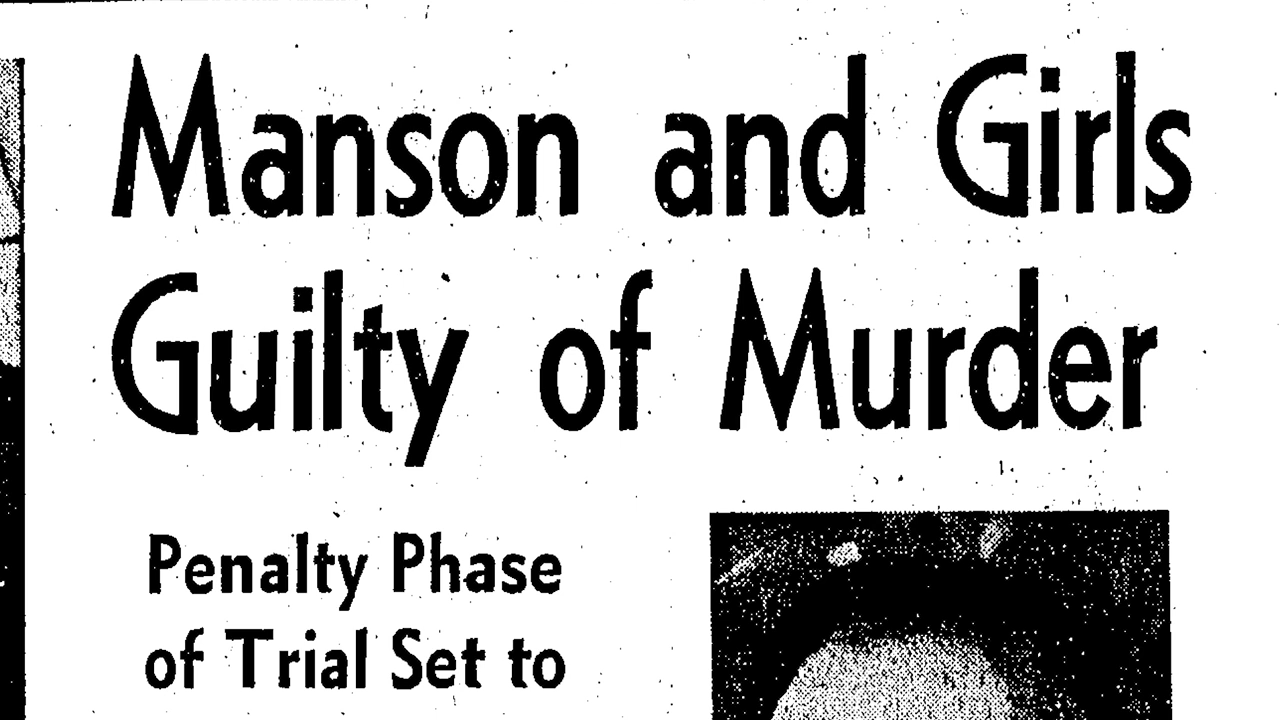 Manson and Girls
Guilty of Murder
Penalty Phase
of Trial Set to